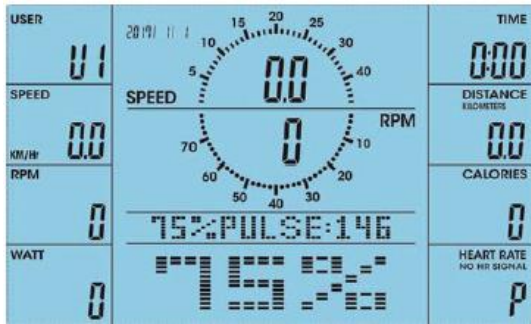 USER
U1
SPEED
KM/Hr 0.0
RPM
0
WATT
0
2019/ 1/ 1
5 10 15 20 25 30 40
SPEED 0.0
0 RPM
70 60 50 40 30 20 10
75%PULSE:146
75%
TIME
0:00
DISTANCE
KILOMETERS
0.0
CALORIES
0
HEART RATE
NO HR SIGNAL
P